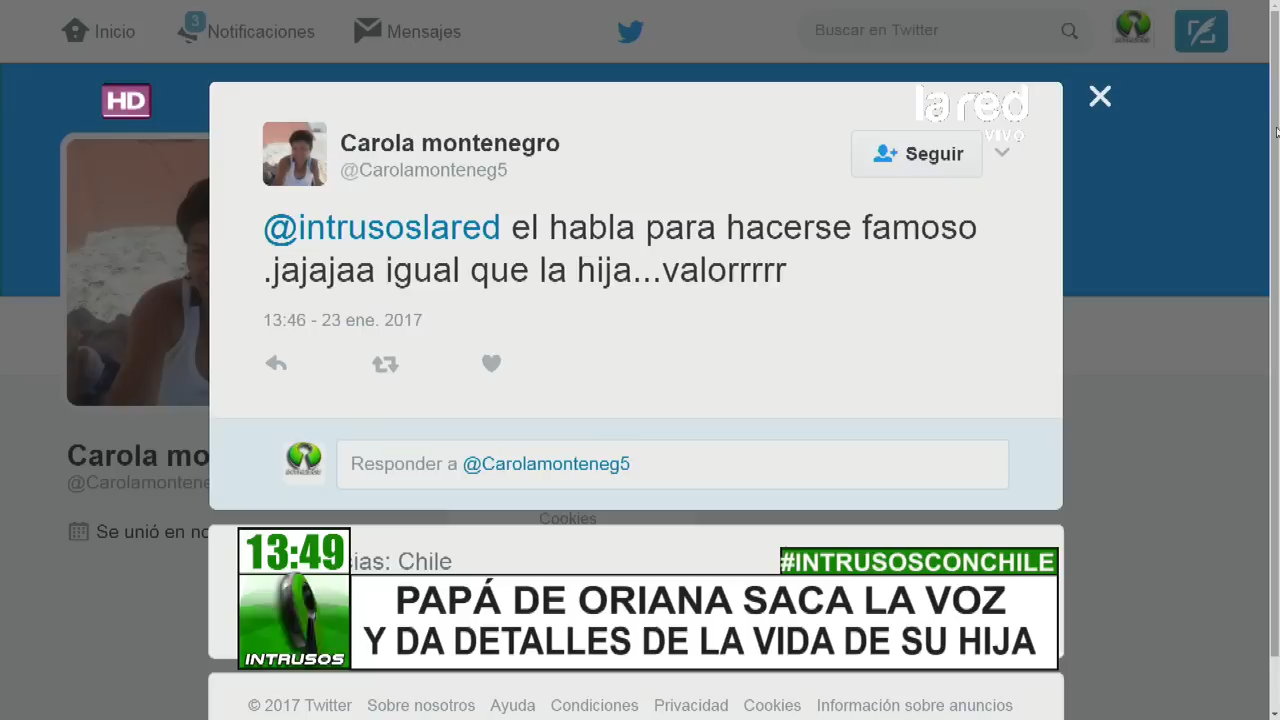 Inicio
3
Notificaciones
Mensajes
Buscar en Twitter
HD
la red
vivo
Carola montenegro
@Carolamonteneg5
Seguir
@intrusoslared el habla para hacerse famoso
.jajajaa igual que la hija...valorrrrr
13:46 - 23 ene. 2017
Responder a @Carolamonteneg5
Carola mo
@Carolamontene
Se unió en no
Cookies
13:49
ias: Chile
#INTRUSOSCONCHILE
PAPÁ DE ORIANA SACA LA VOZ
Y DA DETALLES DE LA VIDA DE SU HIJA
INTRUSOS
© 2017 Twitter Sobre nosotros Ayuda Condiciones Privacidad Cookies Información sobre anuncios